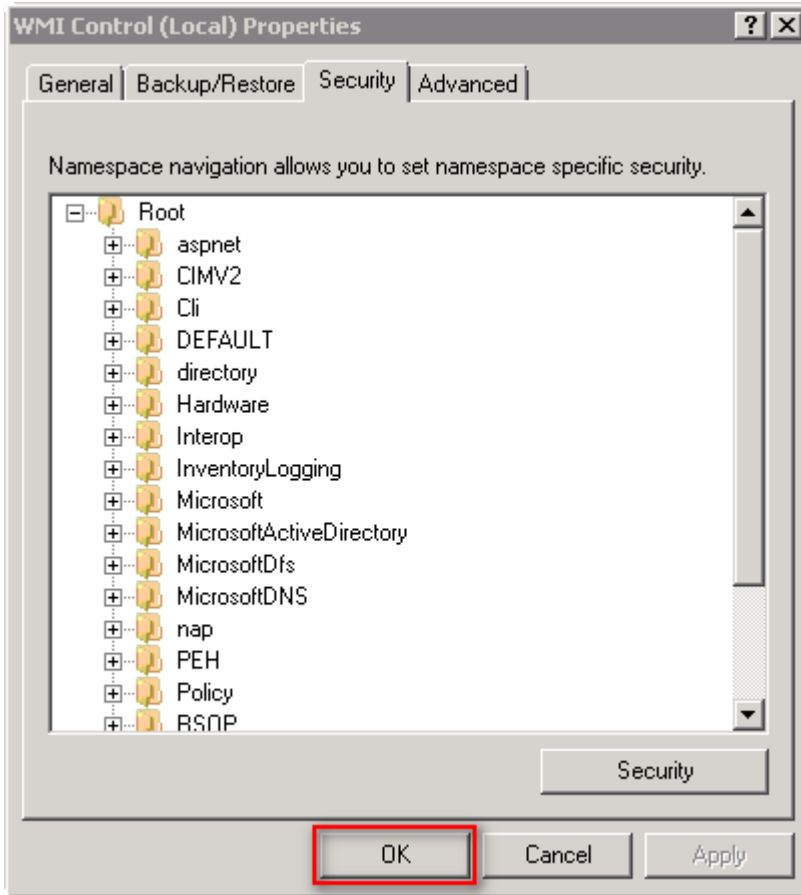 WMI Control (Local) Properties
General Backup/Restore Security Advanced
Namespace navigation allows you to set namespace specific security.
Root
aspnet
CIMV2
Cli
DEFAULT
directory
Hardware
Interop
InventoryLogging
Microsoft
MicrosoftActiveDirectory
MicrosoftDfs
MicrosoftDNS
nap
PEH
Policy
RSOP
Security
OK Cancel Apply